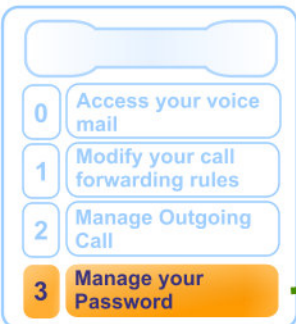 0 Access your voice
mail
1 Modify your call
forwarding rules
2 Manage Outgoing
Call
3 Manage your
Password